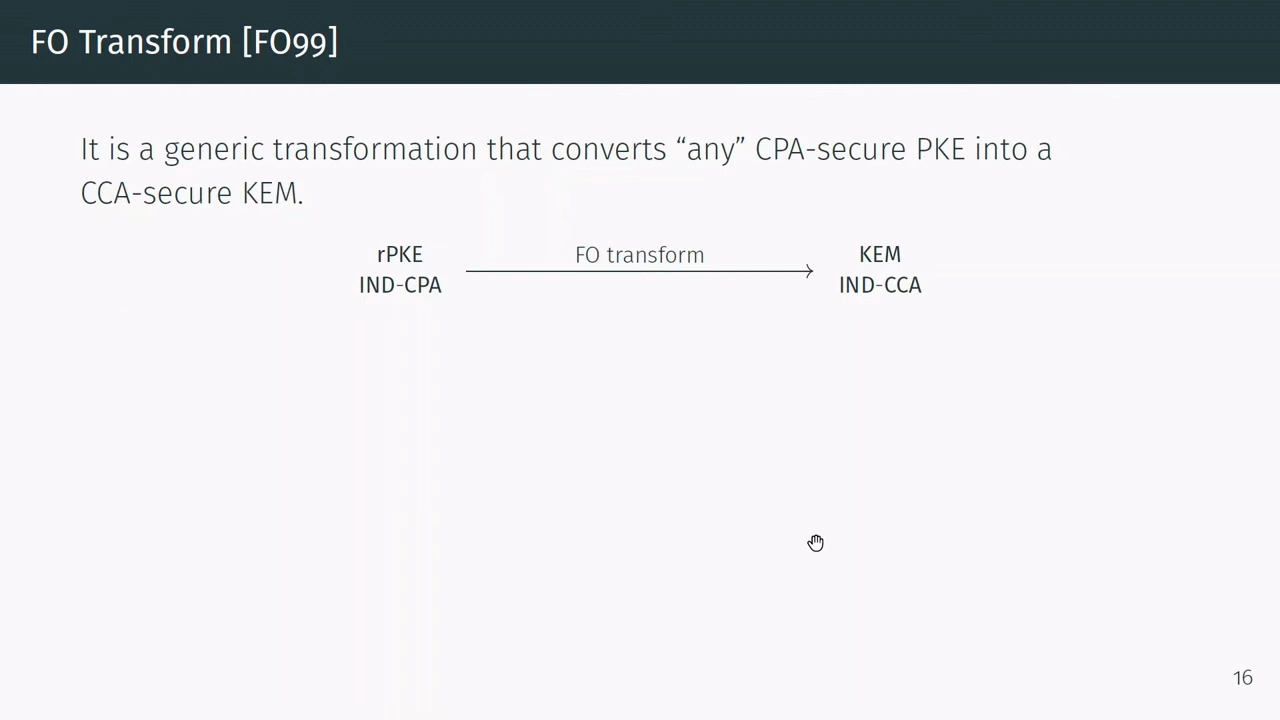 FO Transform [FO99]
It is a generic transformation that converts “any” CPA-secure PKE into a
CCA-secure KEM.
rPKE FO transform KEM
IND-CPA IND-CCA
16